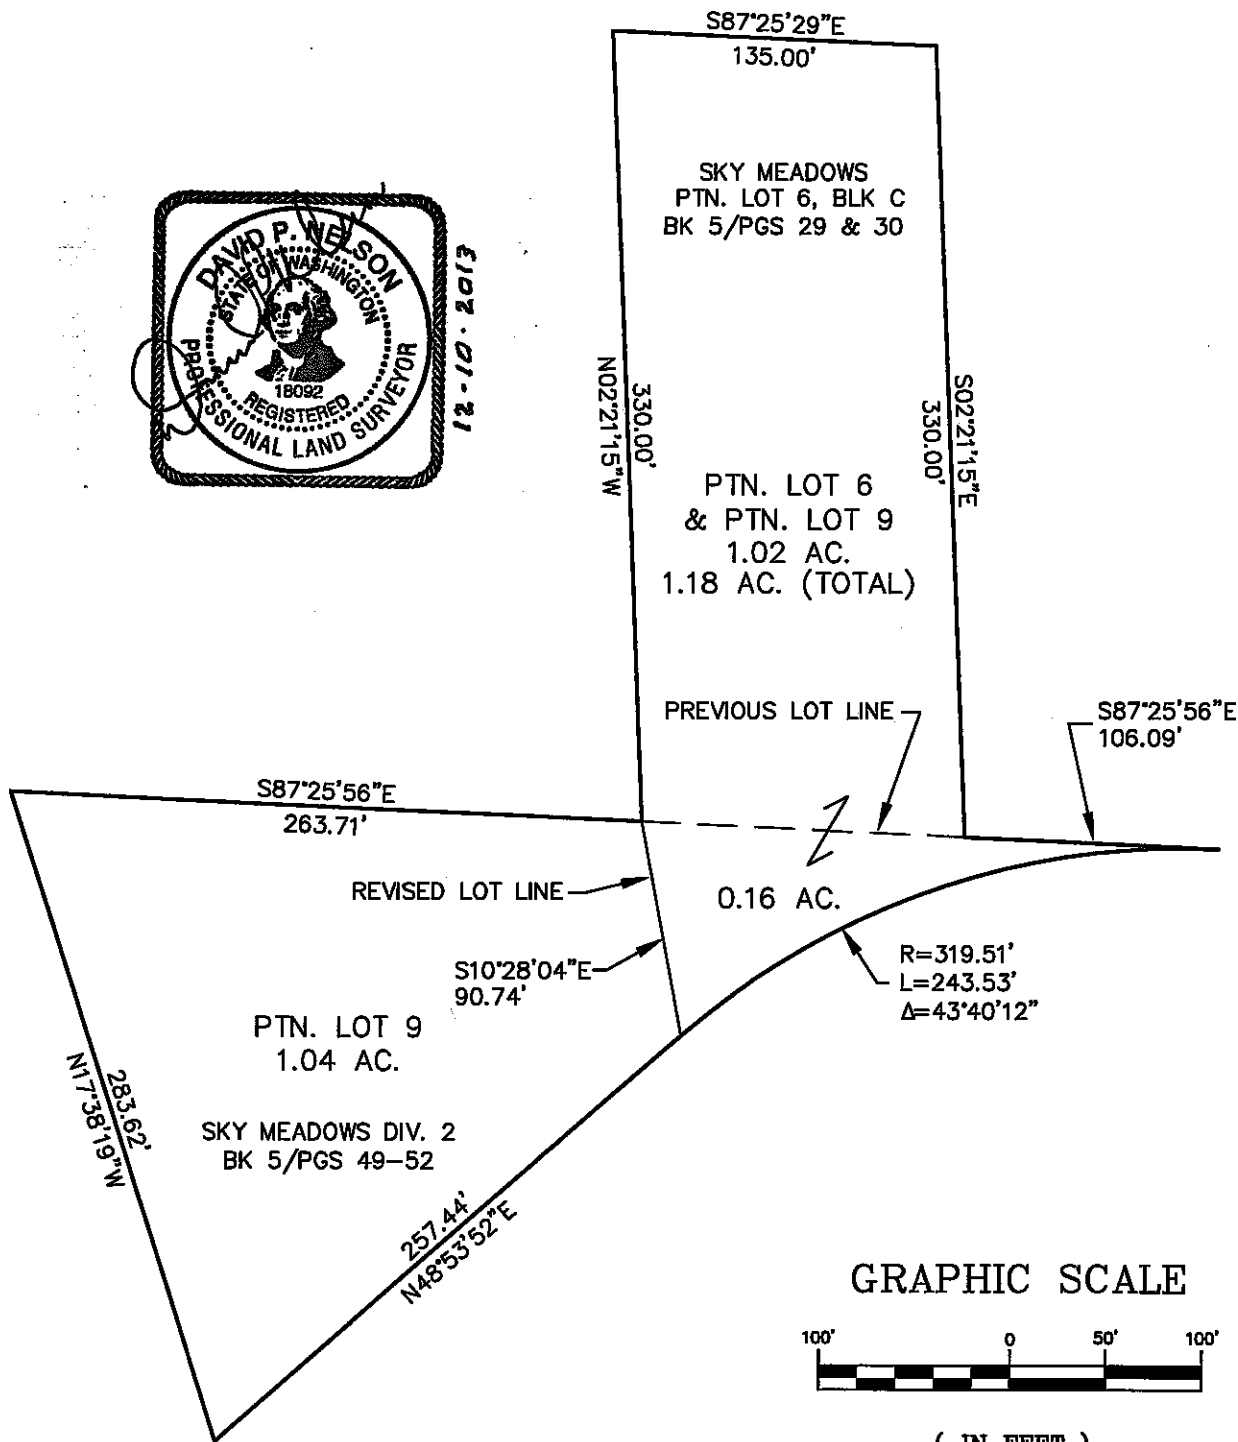 S87°25'29"E
135.00'
SKY MEADOWS
PTN. LOT 6, BLK C
BK 5/PGS 29 & 30
DAVID P. NELSON
STATE OF WASHINGTON
18092
REGISTERED
PROFESSIONAL LAND SURVEYOR
12-10-2013
330.00'
N02°21'15"W
S02°21'15"E
330.00'
PTN. LOT 6
& PTN. LOT 9
1.02 AC.
1.18 AC. (TOTAL)
PREVIOUS LOT LINE
S87°25'56"E
106.09'
S87°25'56"E
263.71'
REVISED LOT LINE
0.16 AC.
S10°28'04"E
90.74'
R=319.51'
L=243.53'
Δ=43°40'12"
PTN. LOT 9
1.04 AC.
283.62'
N17°38'19"W
SKY MEADOWS DIV. 2
BK 5/PGS 49-52
257.44'
N48°53'52"E
GRAPHIC SCALE
100' 0 50' 100'
( IN FEET )